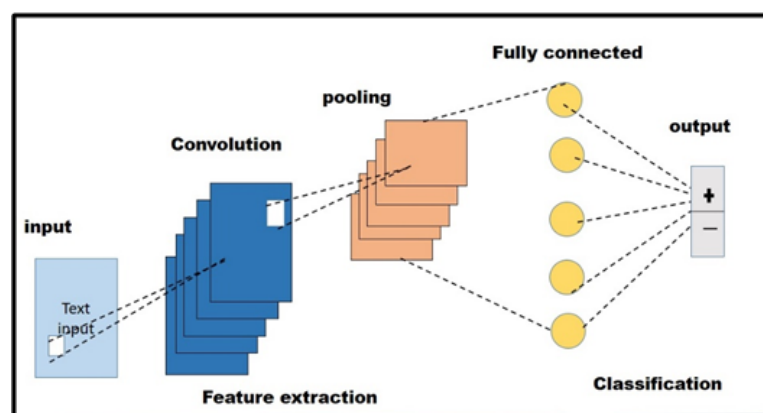 Fully connected
pooling
output
Convolution
+
input
−
Text
input
Feature extraction
Classification